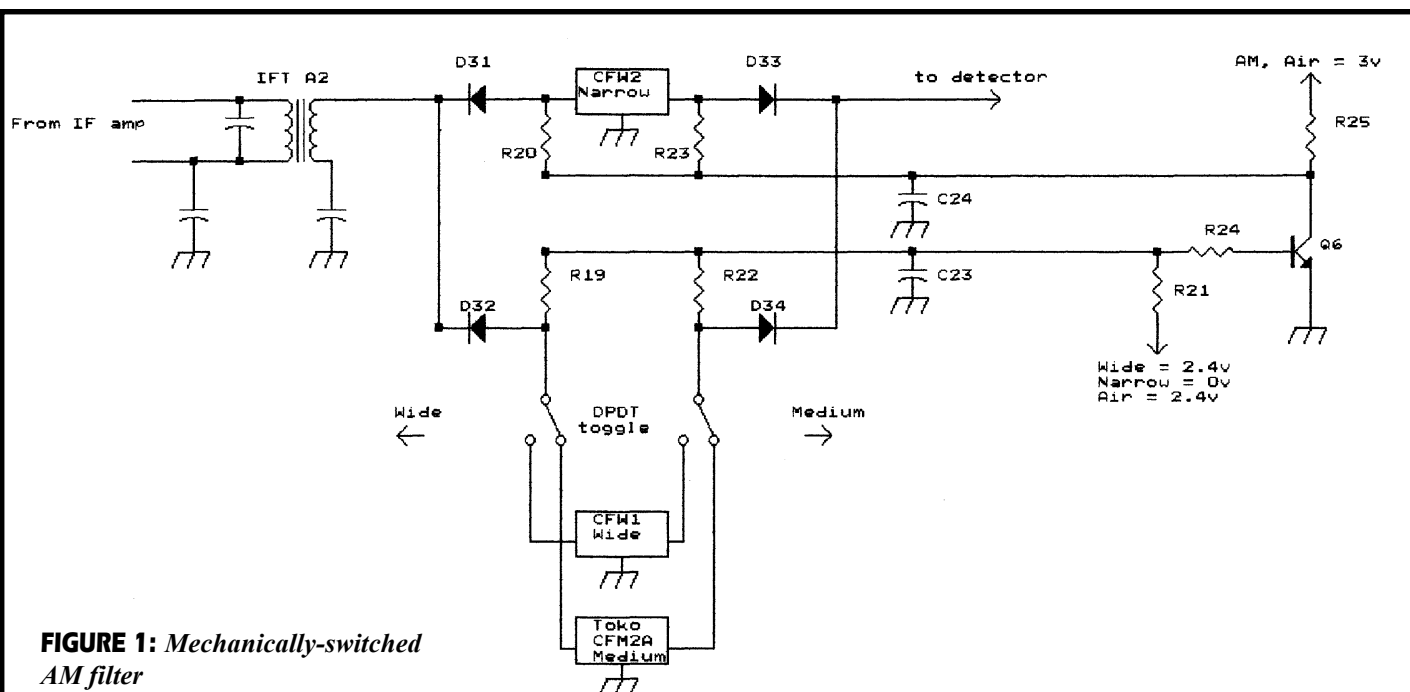 D31
D33
IFT A2
CFW2
Narrow
to detector
AM, Air = 3v
From IF amp
R25
R20
R23
C24
R24
Q6
R19
R22
C23
R21
D32
D34
Wide = 2.4v
Narrow = 0v
Air = 2.4v
Wide
DPDT
toggle
Medium
CFW1
Wide
Toko
CFM2A
Medium
FIGURE 1: Mechanically-switched
AM filter